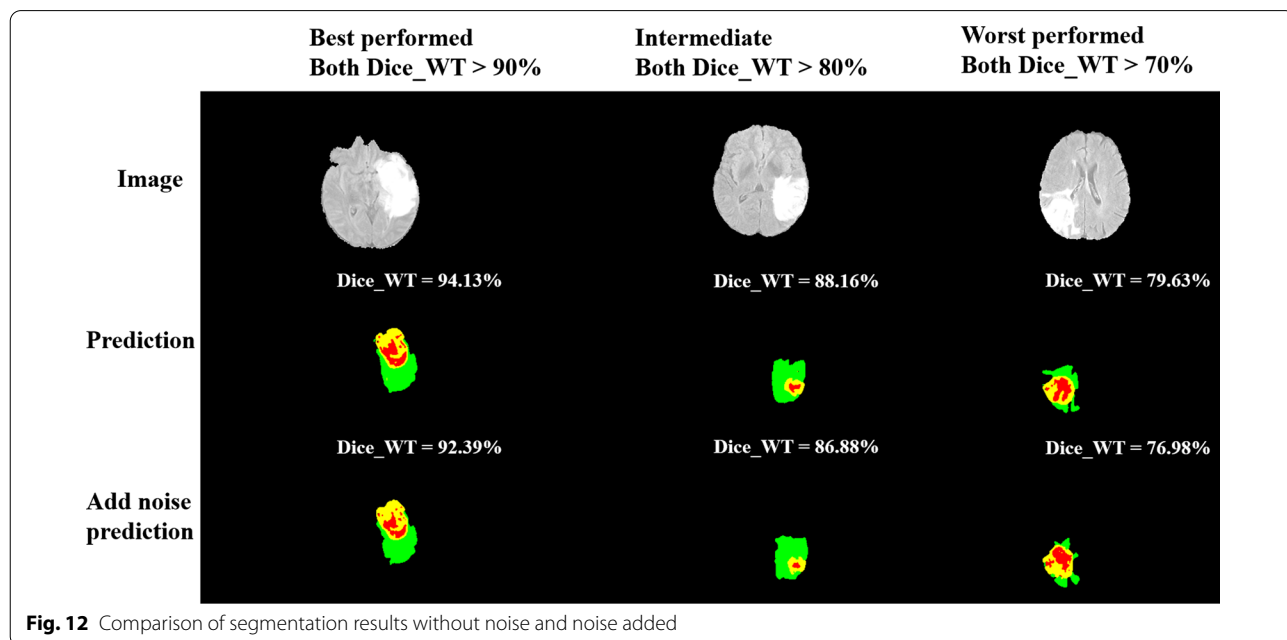 Best performed
Both Dice_WT > 90%
Intermediate
Both Dice_WT > 80%
Worst performed
Both Dice_WT > 70%
Image
Dice_WT = 94.13%
Dice_WT = 88.16%
Dice_WT = 79.63%
Prediction
Dice_WT = 92.39%
Dice_WT = 86.88%
Dice_WT = 76.98%
Add noise
prediction
Fig. 12 Comparison of segmentation results without noise and noise added